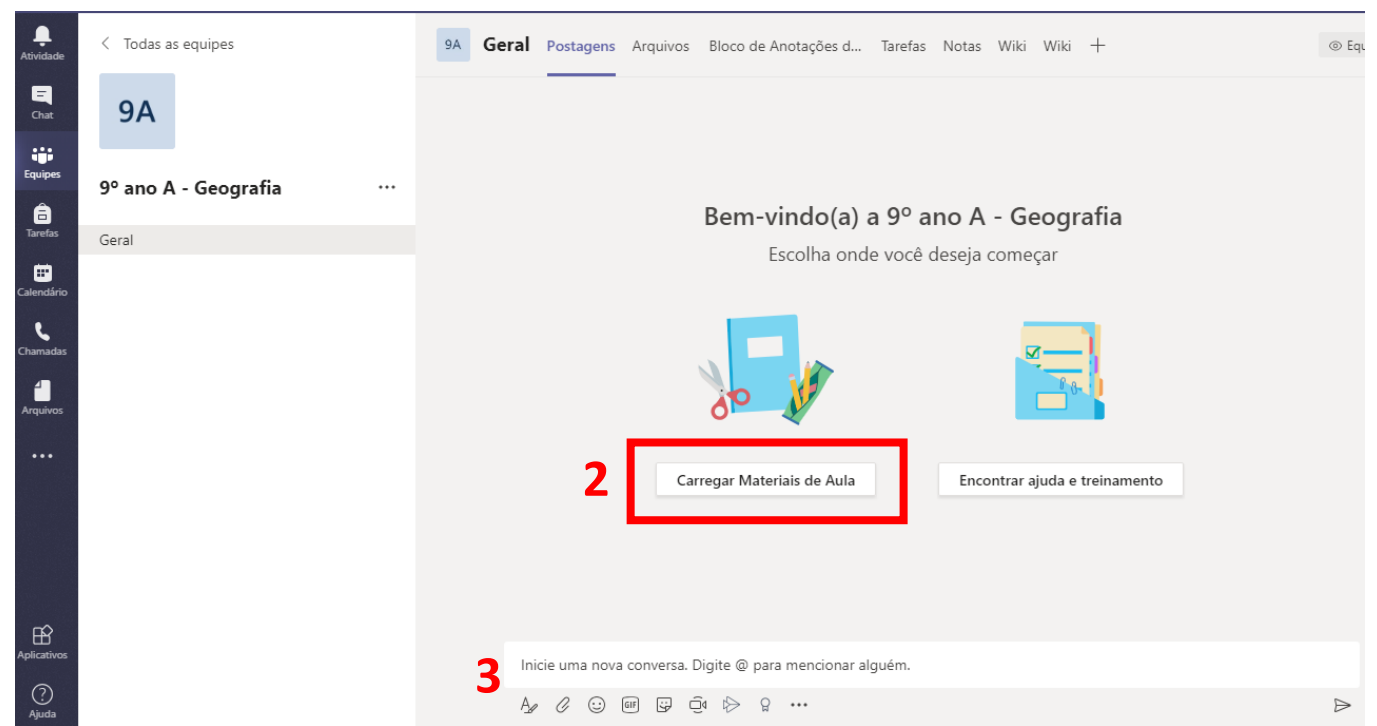 Atividade
Chat
Equipes
Tarefas
Calendário
Chamadas
Arquivos
Aplicativos
Ajuda
Todas as equipes
9A
9º ano A - Geografia
Geral
9A Geral Postagens Arquivos Bloco de Anotações d... Tarefas Notas Wiki Wiki
Equ
Bem-vindo(a) a 9º ano A - Geografia
Escolha onde você deseja começar
2
Carregar Materiais de Aula
Encontrar ajuda e treinamento
3
Inicie uma nova conversa. Digite @ para mencionar alguém.
GIF